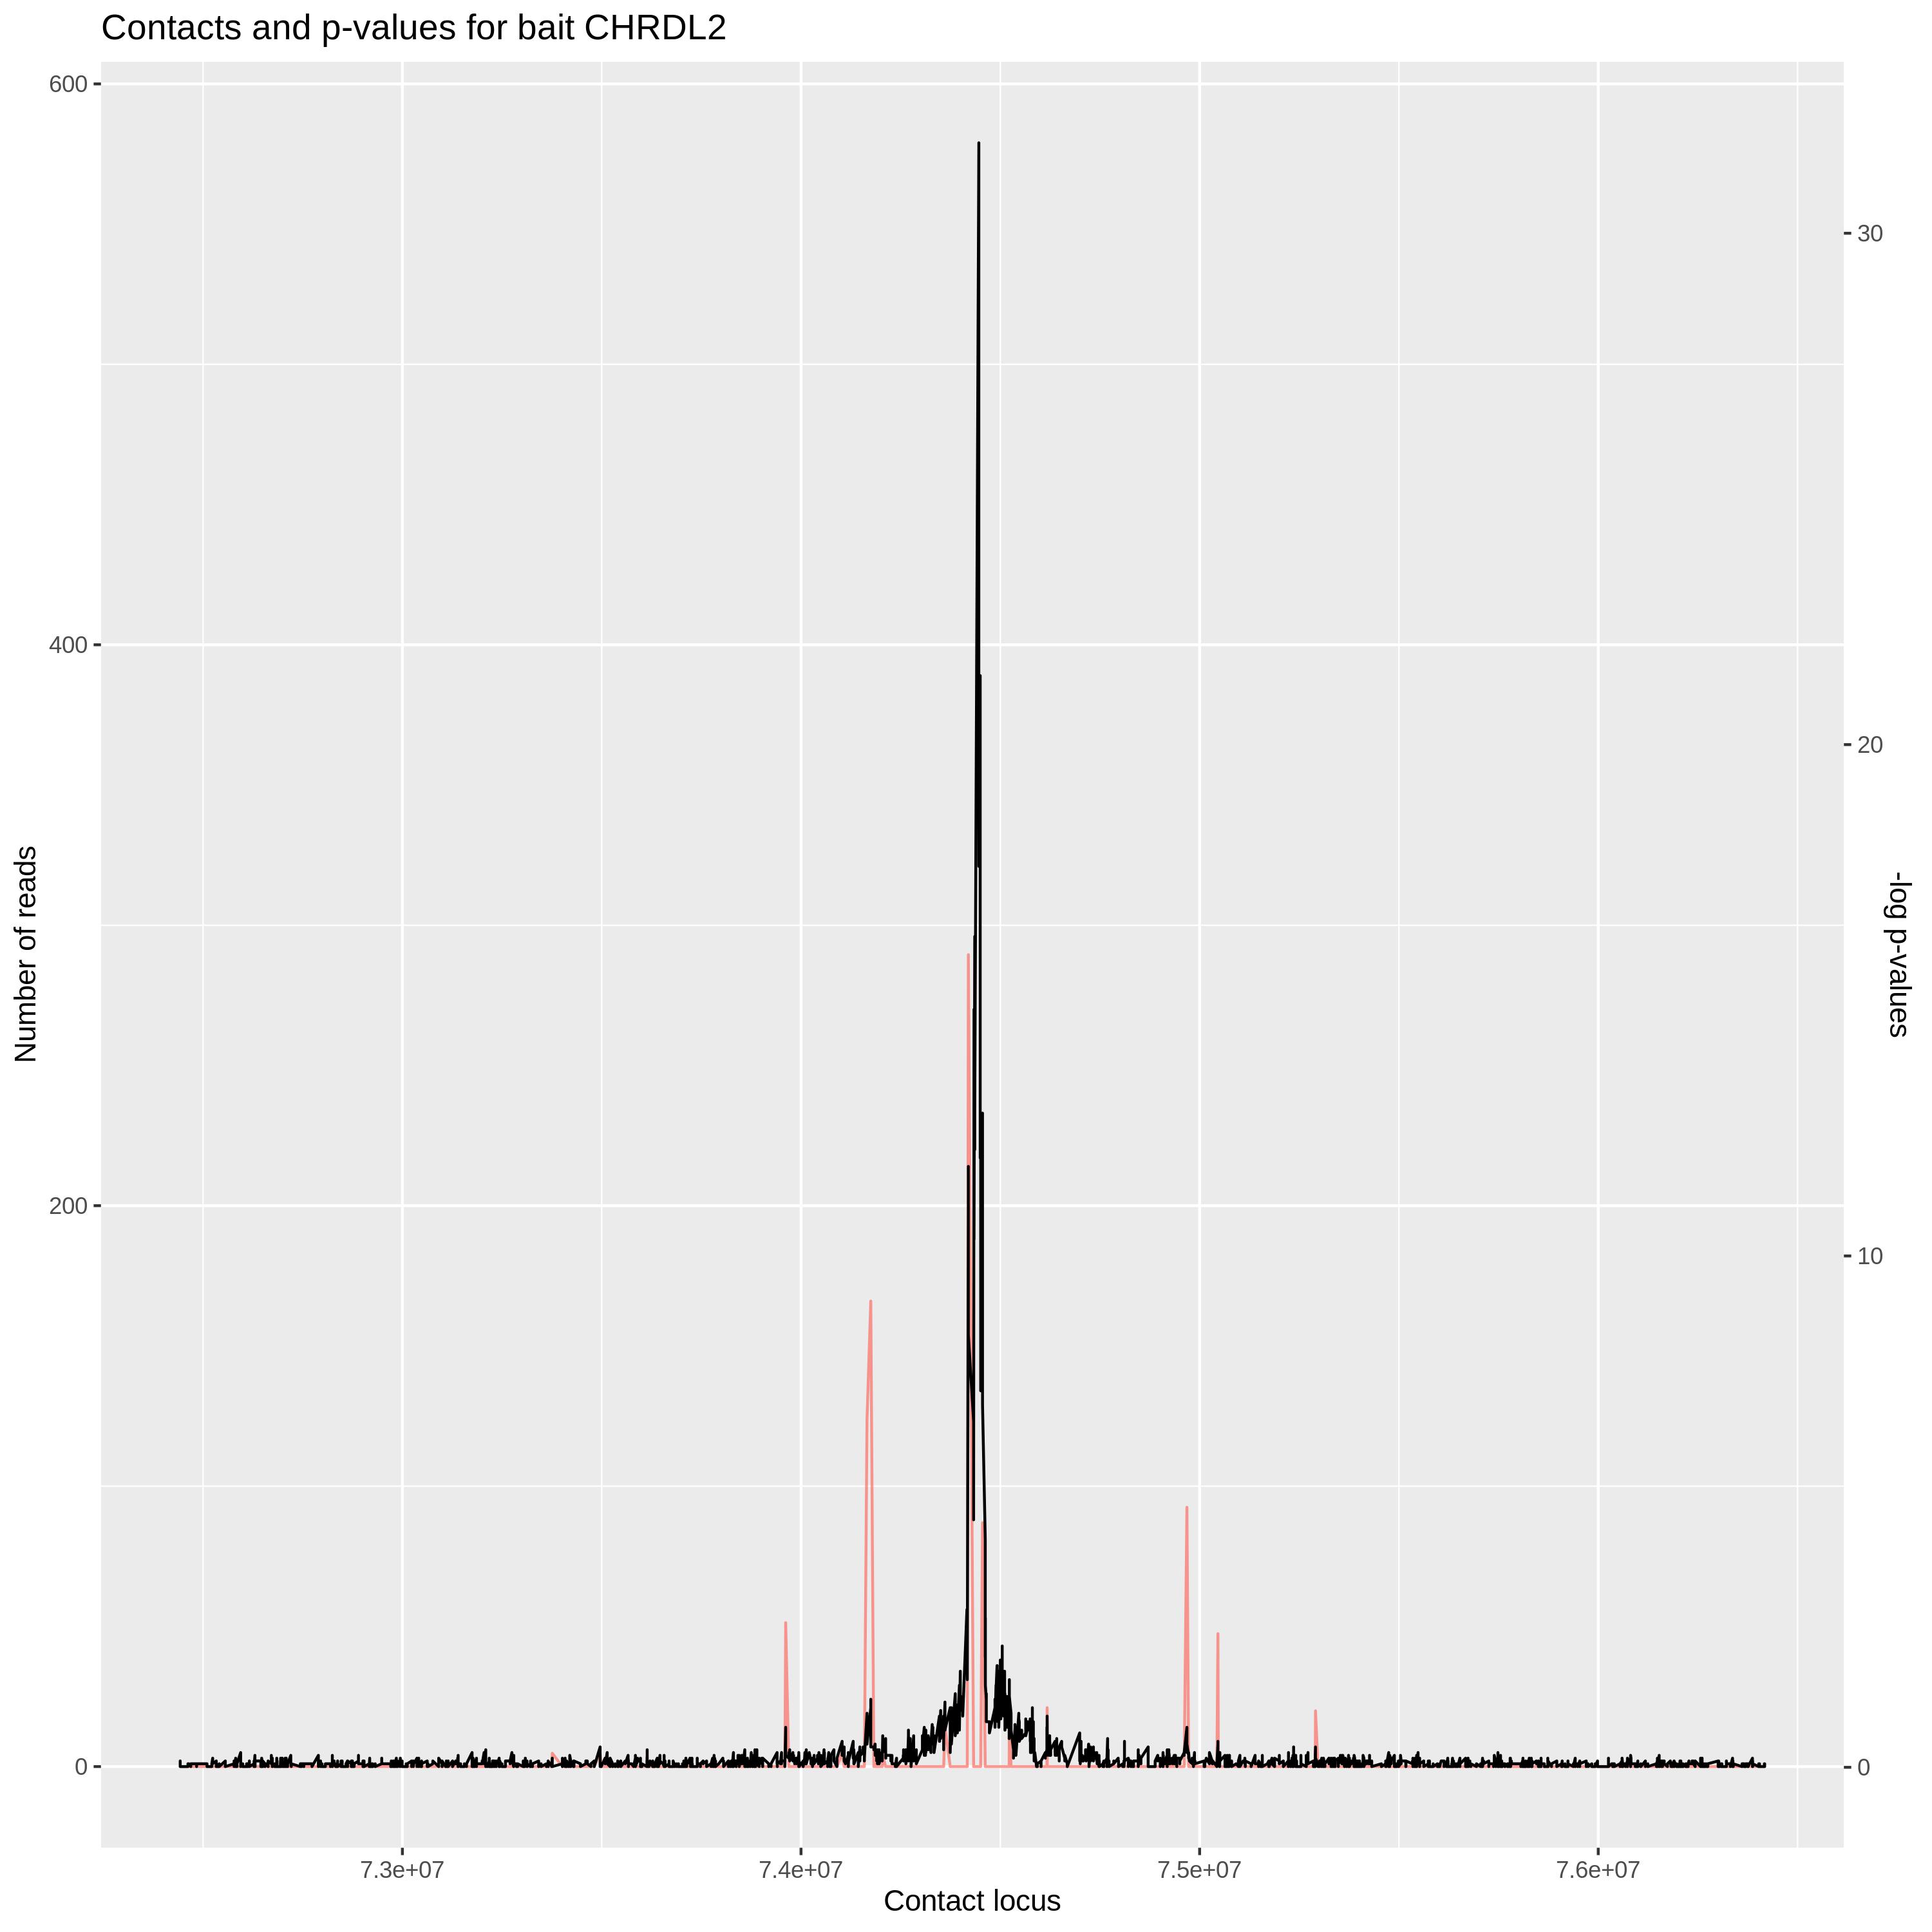 Contacts and p-values for bait CHRDL2
600
400
200
0
Number of reads
30
20
10
0
-log p-values
7.3e+07
7.4e+07
7.5e+07
7.6e+07
Contact locus